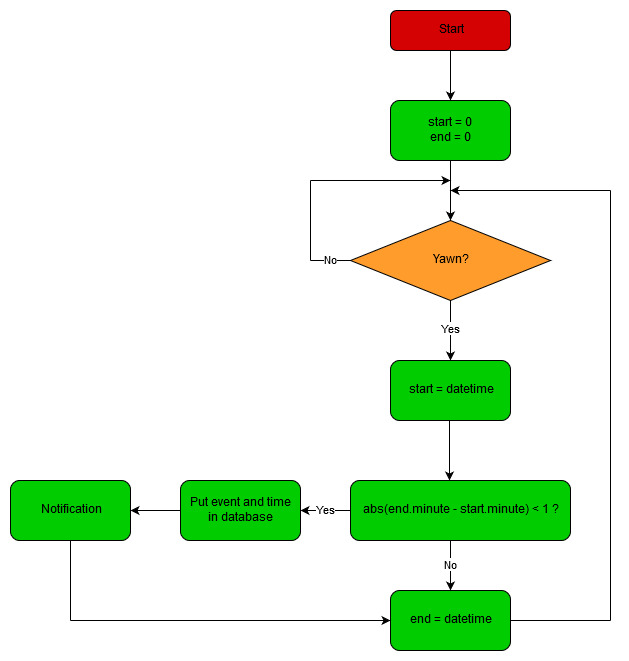 Start
start = 0
end = 0
No
Yawn?
Yes
start = datetime
Notification
Put event and time
in database
Yes
abs(end.minute - start.minute) < 1 ?
No
end = datetime